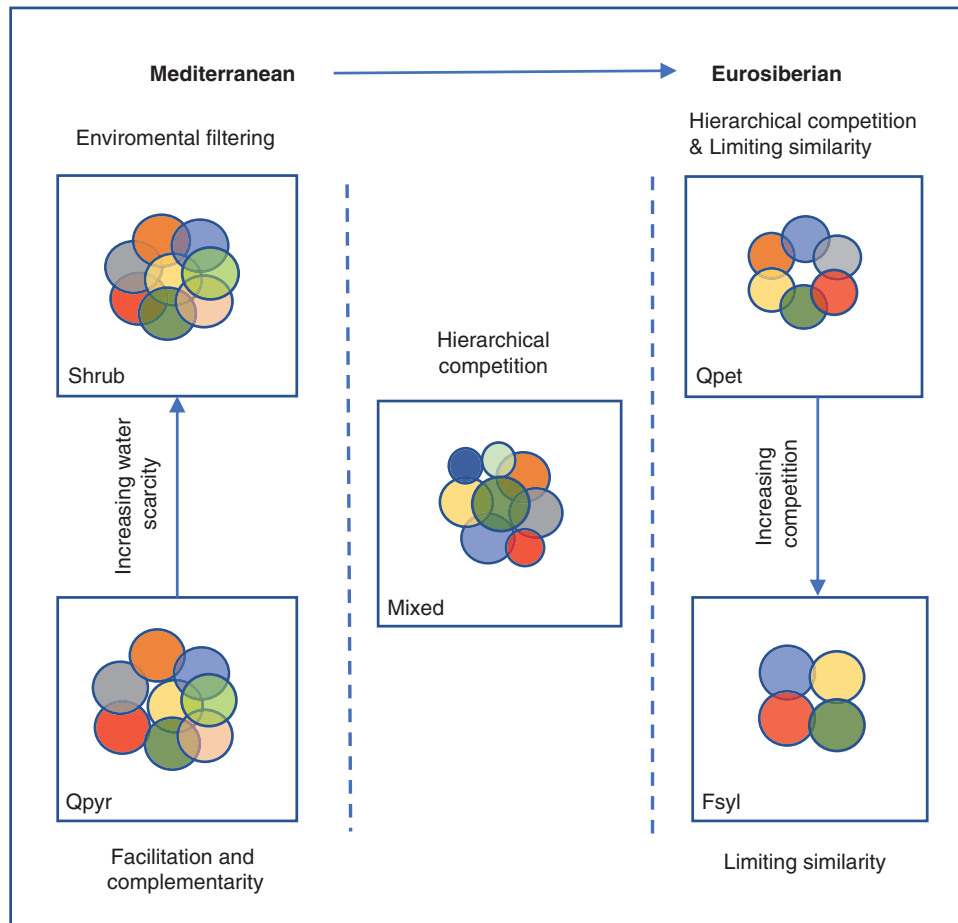 Mediterranean
Eurosiberian
Enviromental filtering
Hierarchical competition
& Limiting similarity
Shrub
Qpet
Hierarchical
competition
Mixed
Increasing water
scarcity
Increasing
competition
Qpyr
Fsyl
Facilitation and
complementarity
Limiting similarity